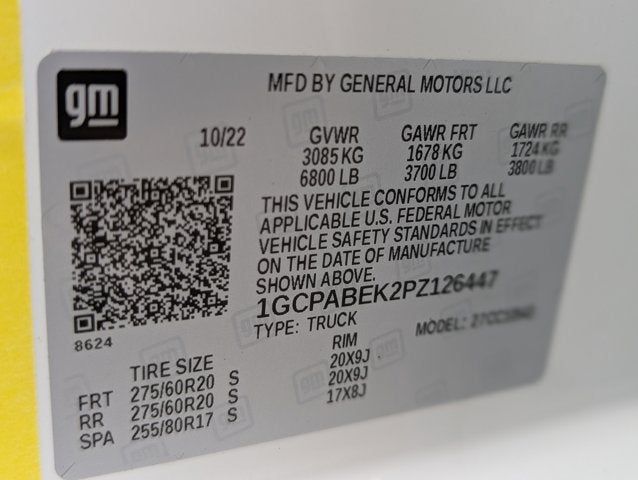 gm
MFD BY GENERAL MOTORS LLC
10/22 GVWR GAWR FRT GAWR RR
3085 KG 1678 KG 1724 KG
6800 LB 3700 LB 3800 LB
THIS VEHICLE CONFORMS TO ALL
APPLICABLE U.S. FEDERAL MOTOR
VEHICLE SAFETY STANDARDS IN EFFECT
ON THE DATE OF MANUFACTURE
SHOWN ABOVE.
1GCPABEK2PZ126447
8624
TYPE: TRUCK MODEL:
TIRE SIZE RIM
FRT 275/60R20 S 20X9J
RR 275/60R20 S 20X9J
SPA 255/80R17 S 17X8J